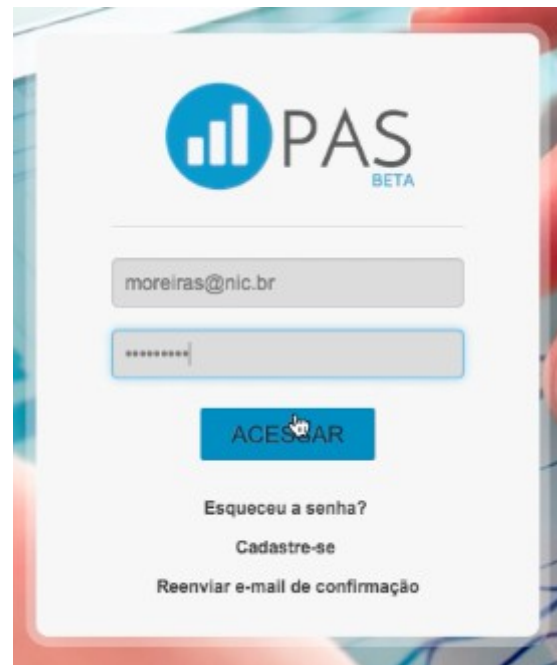 PAS
BETA
moreiras@nic.br
•••••••••
ACESSAR
Esqueceu a senha?
Cadastre-se
Reenviar e-mail de confirmação